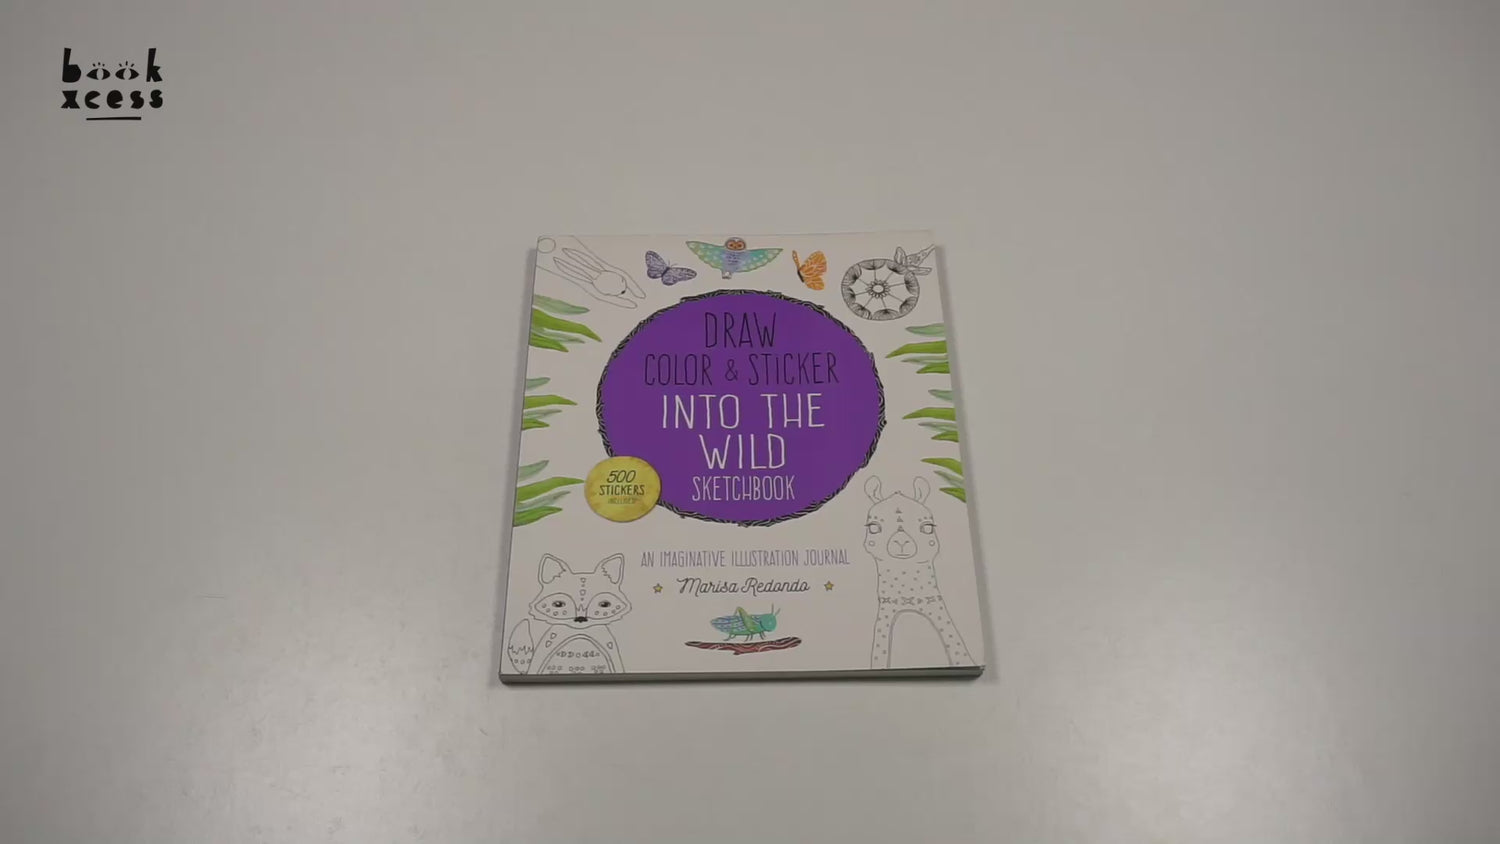 book
xcess
DRAW
COLOR & STICKER
INTO THE
WILD
SKETCHBOOK
500
STICKERS
INCLUDED
AN IMAGINATIVE ILLUSTRATION JOURNAL
Marisa Redondo